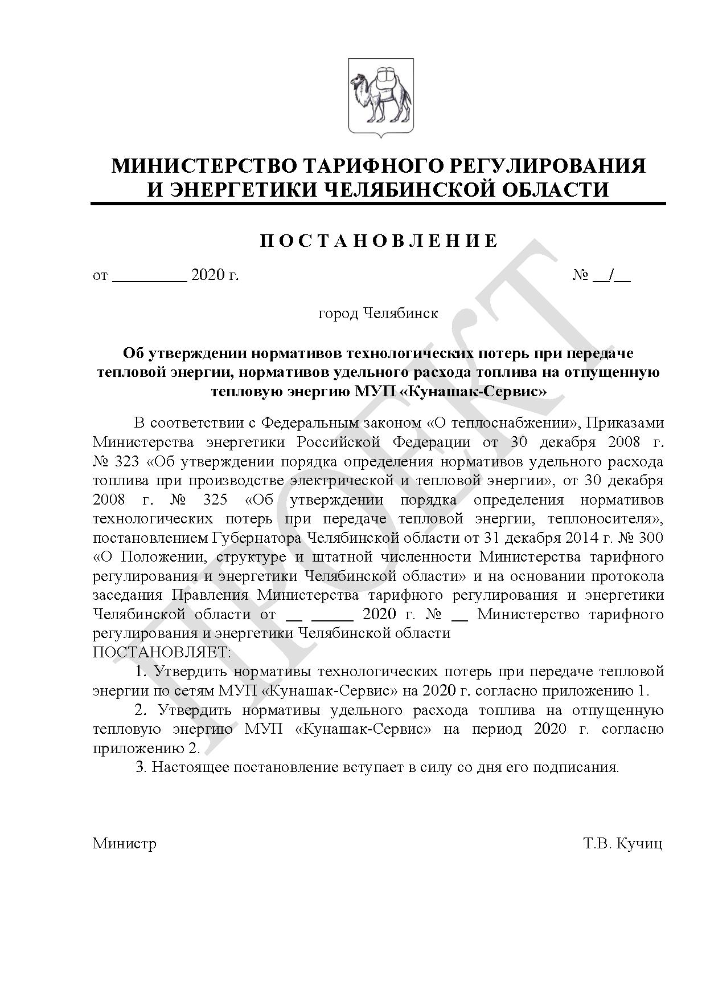 МИНИСТЕРСТВО ТАРИФНОГО РЕГУЛИРОВАНИЯ
И ЭНЕРГЕТИКИ ЧЕЛЯБИНСКОЙ ОБЛАСТИ
П О С Т А Н О В Л Е Н И Е
от _________ 2020 г. № __/__
город Челябинск
Об утверждении нормативов технологических потерь при передаче
тепловой энергии, нормативов удельного расхода топлива на отпущенную
тепловую энергию МУП «Кунашак-Сервис»
В соответствии с Федеральным законом «О теплоснабжении», Приказами
Министерства энергетики Российской Федерации от 30 декабря 2008 г.
№ 323 «Об утверждении порядка определения нормативов удельного расхода
топлива при производстве электрической и тепловой энергии», от 30 декабря
2008 г. № 325 «Об утверждении порядка определения нормативов
технологических потерь при передаче тепловой энергии, теплоносителя»,
постановлением Губернатора Челябинской области от 31 декабря 2014 г. № 300
«О Положении, структуре и штатной численности Министерства тарифного
регулирования и энергетики Челябинской области» и на основании протокола
заседания Правления Министерства тарифного регулирования и энергетики
Челябинской области от __ _____ 2020 г. № __ Министерство тарифного
регулирования и энергетики Челябинской области
ПОСТАНОВЛЯЕТ:
1. Утвердить нормативы технологических потерь при передаче тепловой
энергии по сетям МУП «Кунашак-Сервис» на 2020 г. согласно приложению 1.
2. Утвердить нормативы удельного расхода топлива на отпущенную
тепловую энергию МУП «Кунашак-Сервис» на период 2020 г. согласно
приложению 2.
3. Настоящее постановление вступает в силу со дня его подписания.
Министр Т.В. Кучиц
ПРОЕКТ